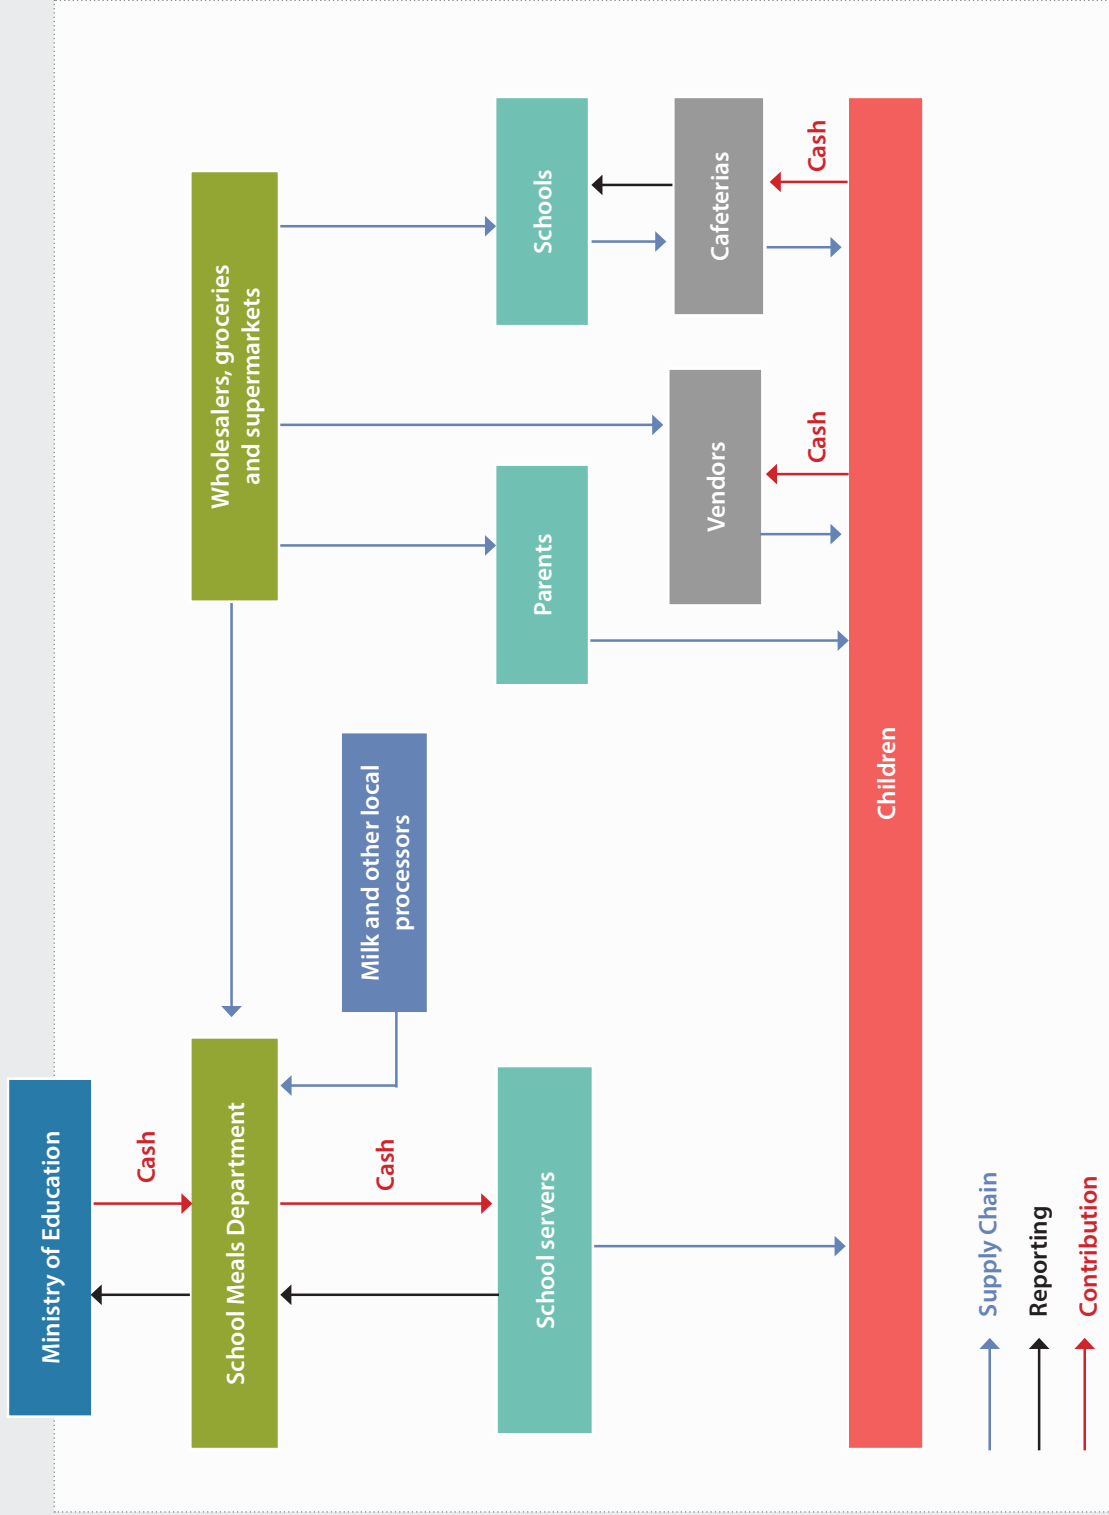 Ministry of Education
Cash
School Meals Department
Wholesalers, groceries
and supermarkets
Milk and other local
processors
Cash
School servers
Parents
Schools
Vendors
Cafeterias
Cash
Cash
Children
Supply Chain
Reporting
Contribution